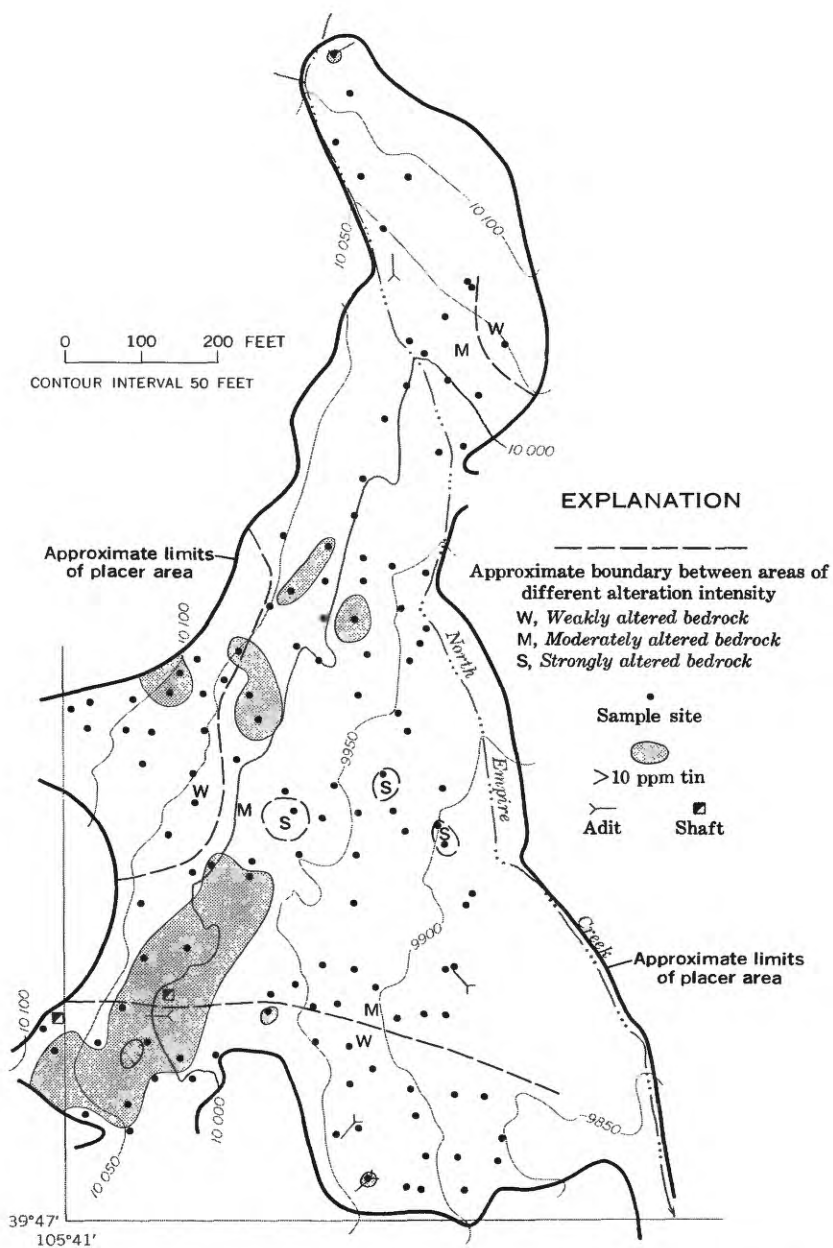 10 100
10 050
0 100 200 FEET
CONTOUR INTERVAL 50 FEET
W
M
10 000
EXPLANATION
Approximate boundary between areas of
different alteration intensity
W, Weakly altered bedrock
M, Moderately altered bedrock
S, Strongly altered bedrock
Sample site
>10 ppm tin
Adit Shaft
Approximate limits
of placer area
10 100
North
Empire
Creek
9950
W
M
S
S
S
9900
Approximate limits
of placer area
10 100
M
W
10 000
10 050
9850
39°47'
105°41'